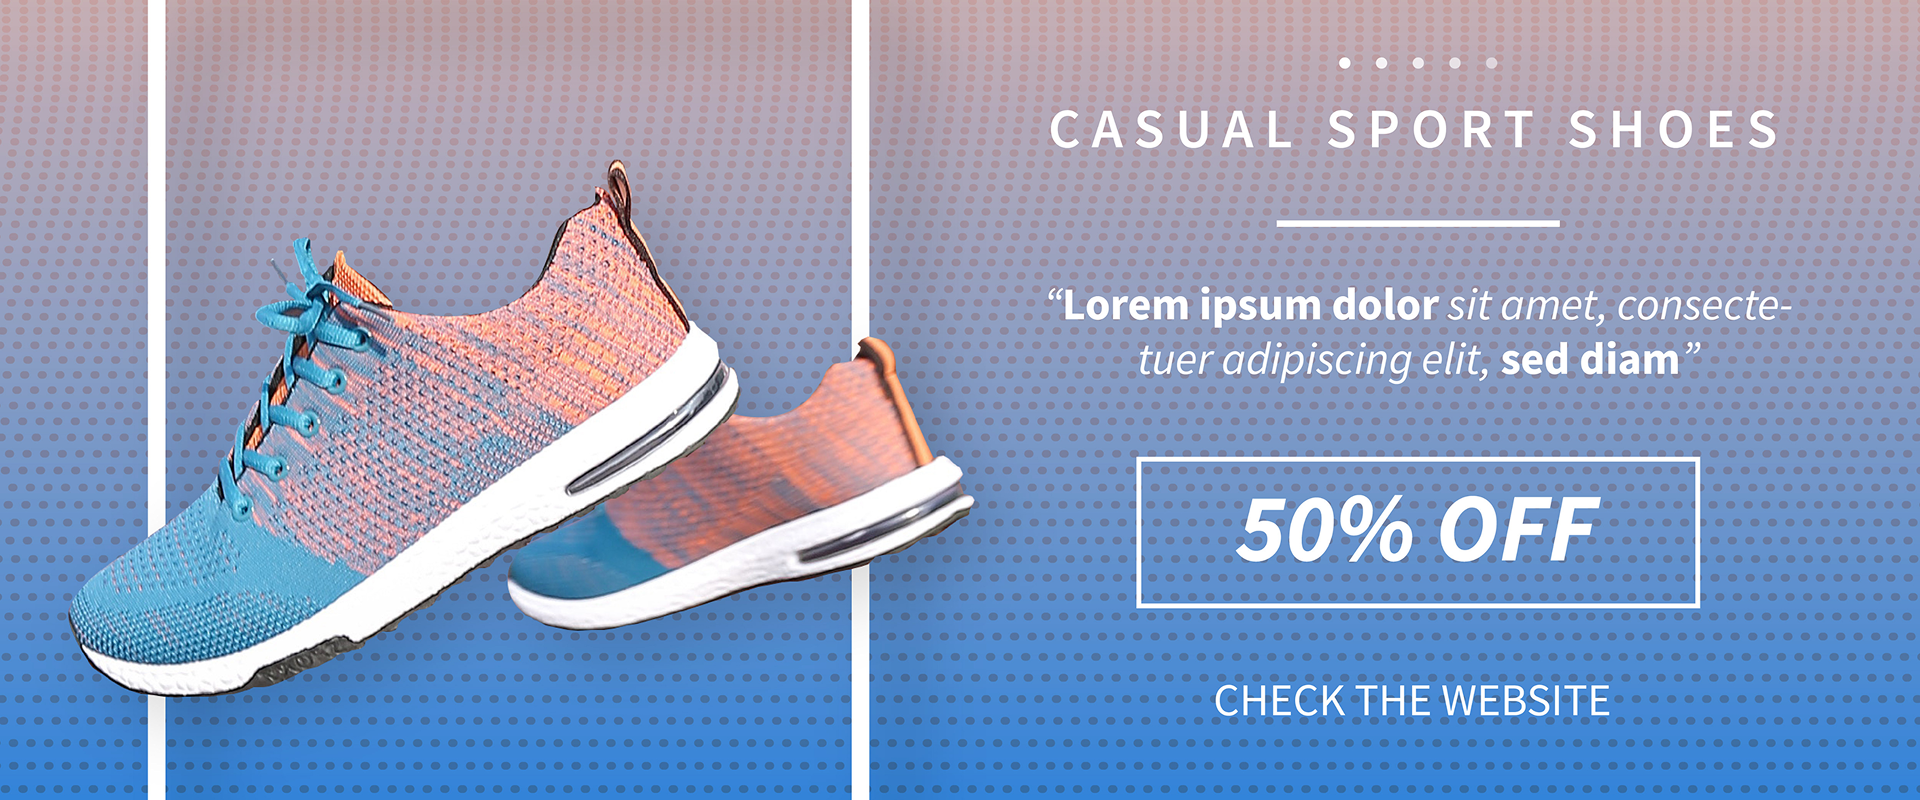 CASUAL SPORT SHOES
“Lorem ipsum dolor sit amet, consecte-
tuer adipiscing elit, sed diam”
50% OFF
CHECK THE WEBSITE